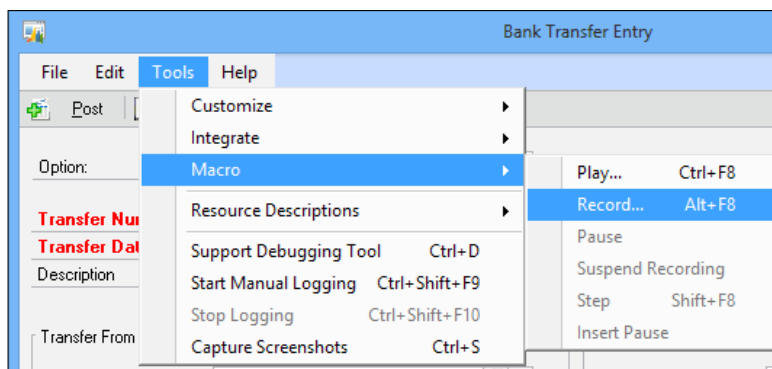 Bank Transfer Entry
File Edit Tools Help
Post
Customize
Integrate
Option:
Macro
Play... Ctrl+F8
Resource Descriptions
Record... Alt+F8
Transfer
Pause
Transfer
Support Debugging Tool Ctrl+D
Suspend Recording
Description
Start Manual Logging Ctrl+Shift+F9
Step Shift+F8
Stop Logging Ctrl+Shift+F10
Insert Pause
Transfer From
Capture Screenshots Ctrl+S